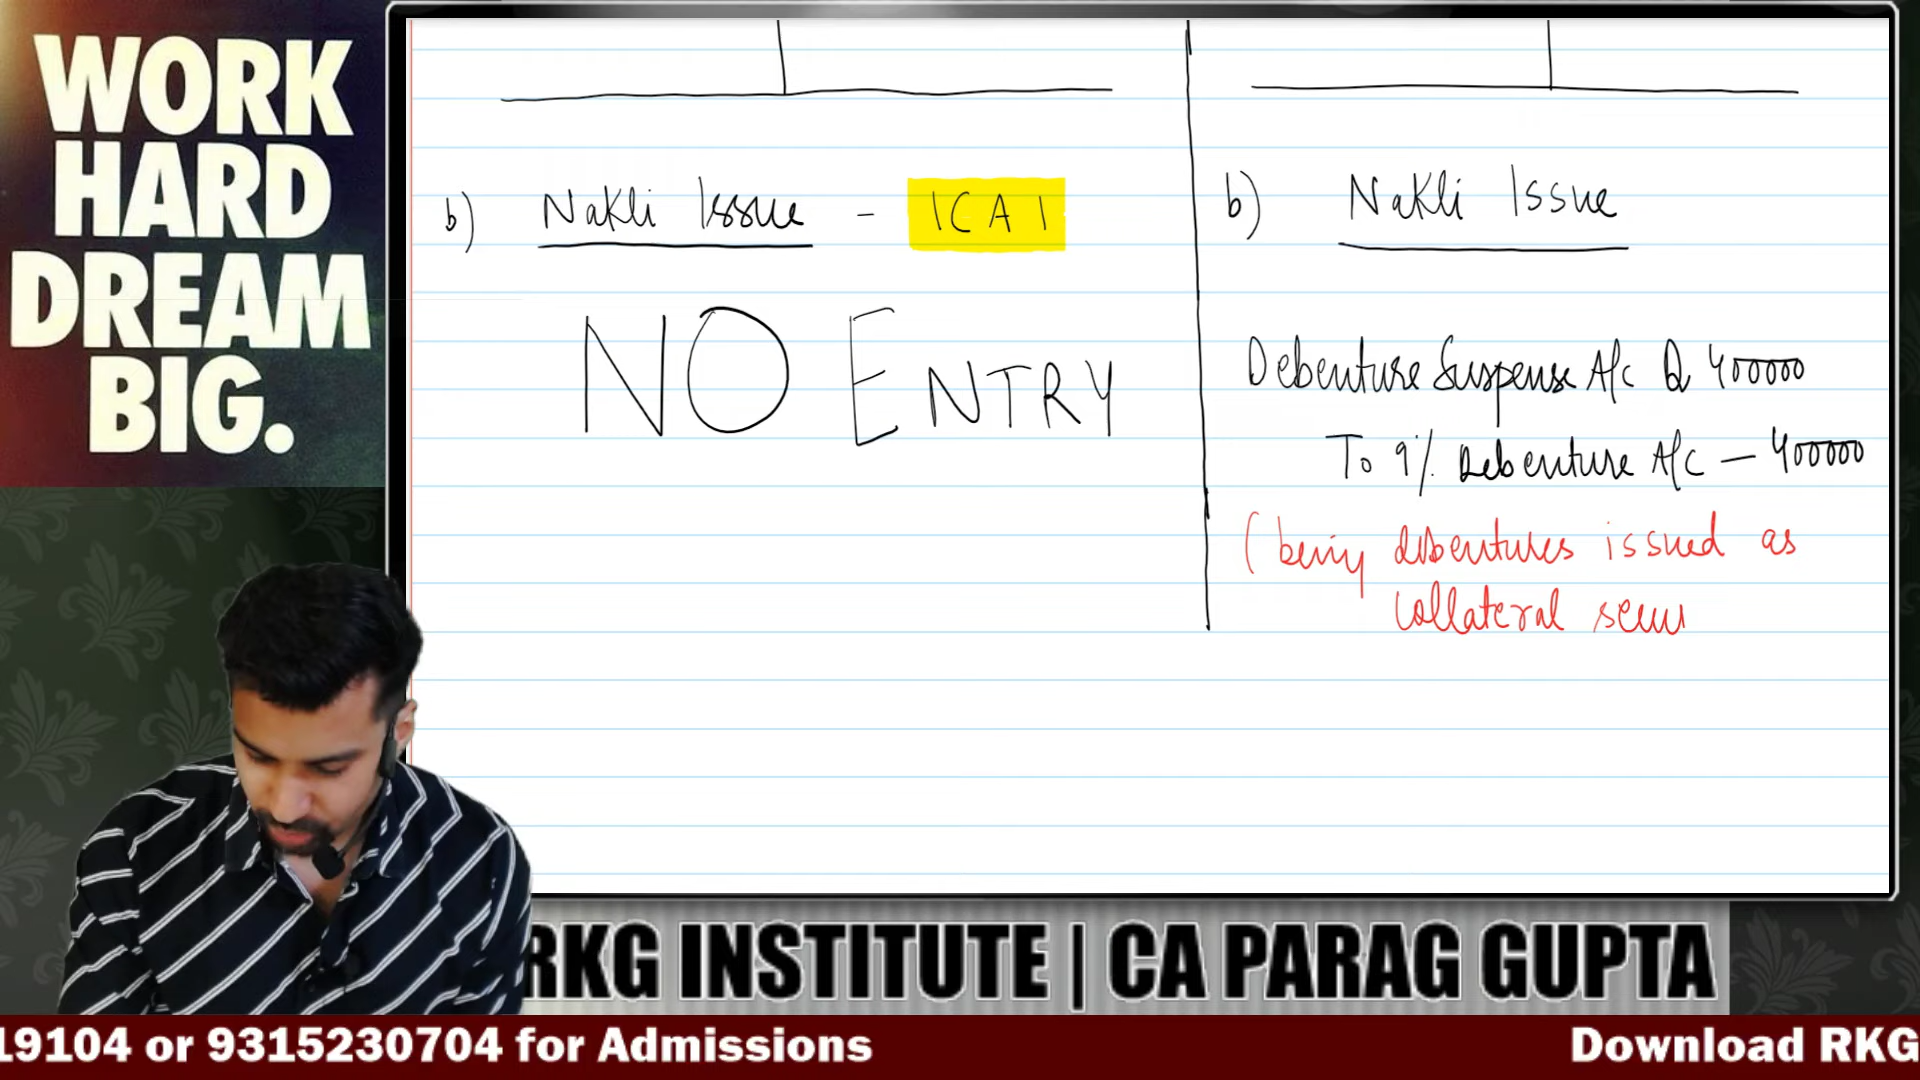 WORK
HARD
DREAM
BIG.
b) Nakli Issue - ICAI
NO ENTRY
b) Nakli Issue
Debenture Suspense A/c Dr 400000
To 9% Debenture A/c — 400000
(being debentures issued as
collateral secu
RKG INSTITUTE | CA PARAG GUPTA
19104 or 9315230704 for Admissions
Download RKG